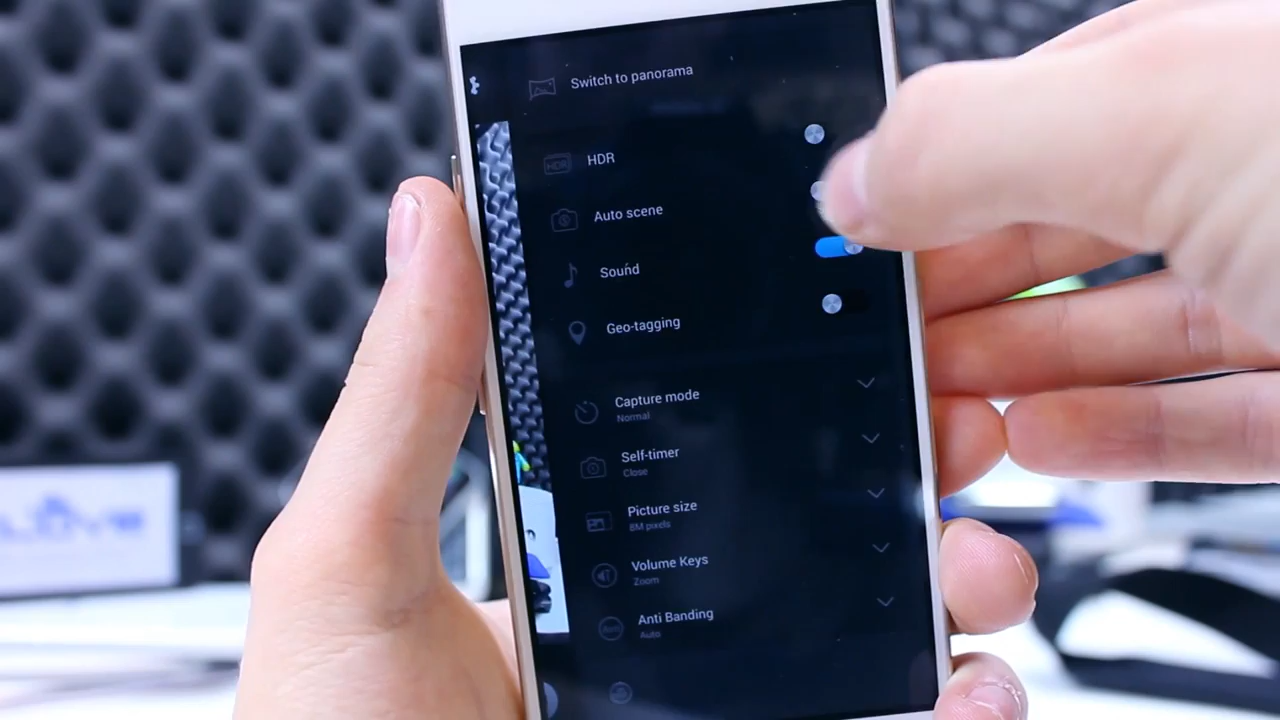 Switch to panorama
HDR
HDR
Auto scene
Sound
Geo-tagging
Capture mode
Normal
Self-timer
Close
Picture size
8M pixels
Volume Keys
Zoom
Anti Banding
Auto